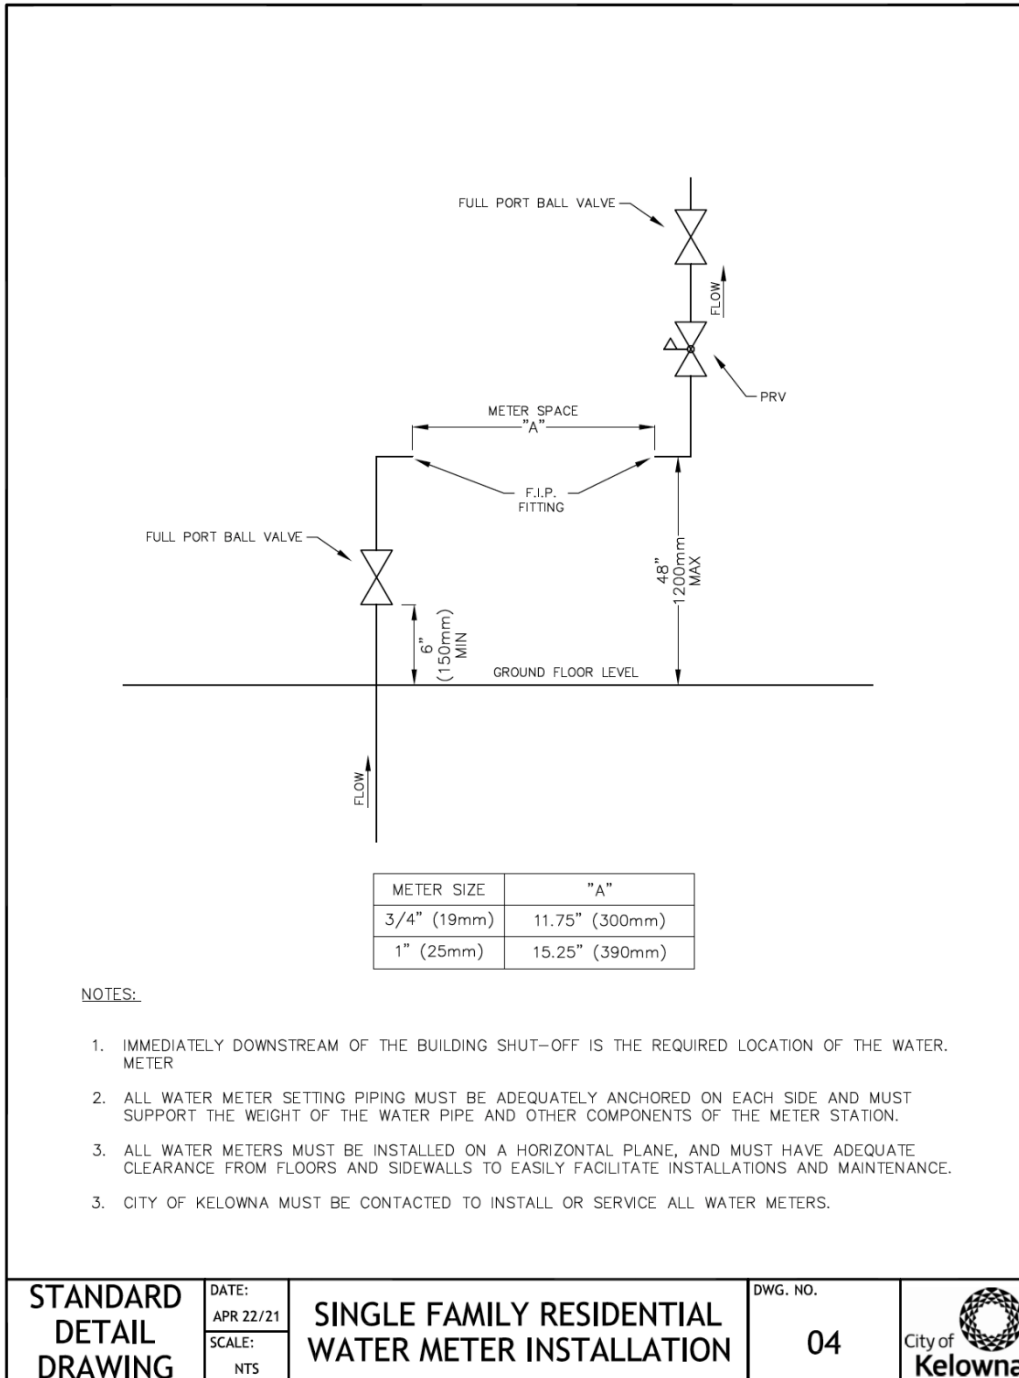 FULL PORT BALL VALVE
FLOW
PRV
METER SPACE
"A"
F.I.P.
FITTING
FULL PORT BALL VALVE
48"
1200mm
MAX
6"
(150mm)
MIN
GROUND FLOOR LEVEL
FLOW
METER SIZE "A"
3/4" (19mm) 11.75" (300mm)
1" (25mm) 15.25" (390mm)
NOTES:
1. IMMEDIATELY DOWNSTREAM OF THE BUILDING SHUT-OFF IS THE REQUIRED LOCATION OF THE WATER.
METER
2. ALL WATER METER SETTING PIPING MUST BE ADEQUATELY ANCHORED ON EACH SIDE AND MUST
SUPPORT THE WEIGHT OF THE WATER PIPE AND OTHER COMPONENTS OF THE METER STATION.
3. ALL WATER METERS MUST BE INSTALLED ON A HORIZONTAL PLANE, AND MUST HAVE ADEQUATE
CLEARANCE FROM FLOORS AND SIDEWALLS TO EASILY FACILITATE INSTALLATIONS AND MAINTENANCE.
3. CITY OF KELOWNA MUST BE CONTACTED TO INSTALL OR SERVICE ALL WATER METERS.
STANDARD
DETAIL
DRAWING
DATE:
APR 22/21
SCALE:
NTS
SINGLE FAMILY RESIDENTIAL
WATER METER INSTALLATION
DWG. NO.
04
City of
Kelowna